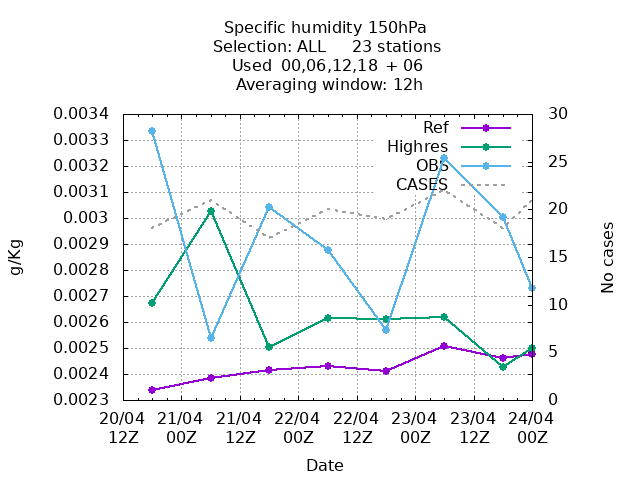 Specific humidity 150hPa
Selection: ALL     23 stations
Used  00,06,12,18  + 06
Averaging window: 12h
Ref
Highres
OBS
CASES
0.0034
0.0033
0.0032
0.0031
0.003
0.0029
0.0028
0.0027
0.0026
0.0025
0.0024
0.0023
g/Kg
30
25
20
15
10
5
0
No cases
20/04 21/04 21/04 22/04 22/04 23/04 23/04 24/04
12Z 00Z 12Z 00Z 12Z 00Z 12Z 00Z
Date